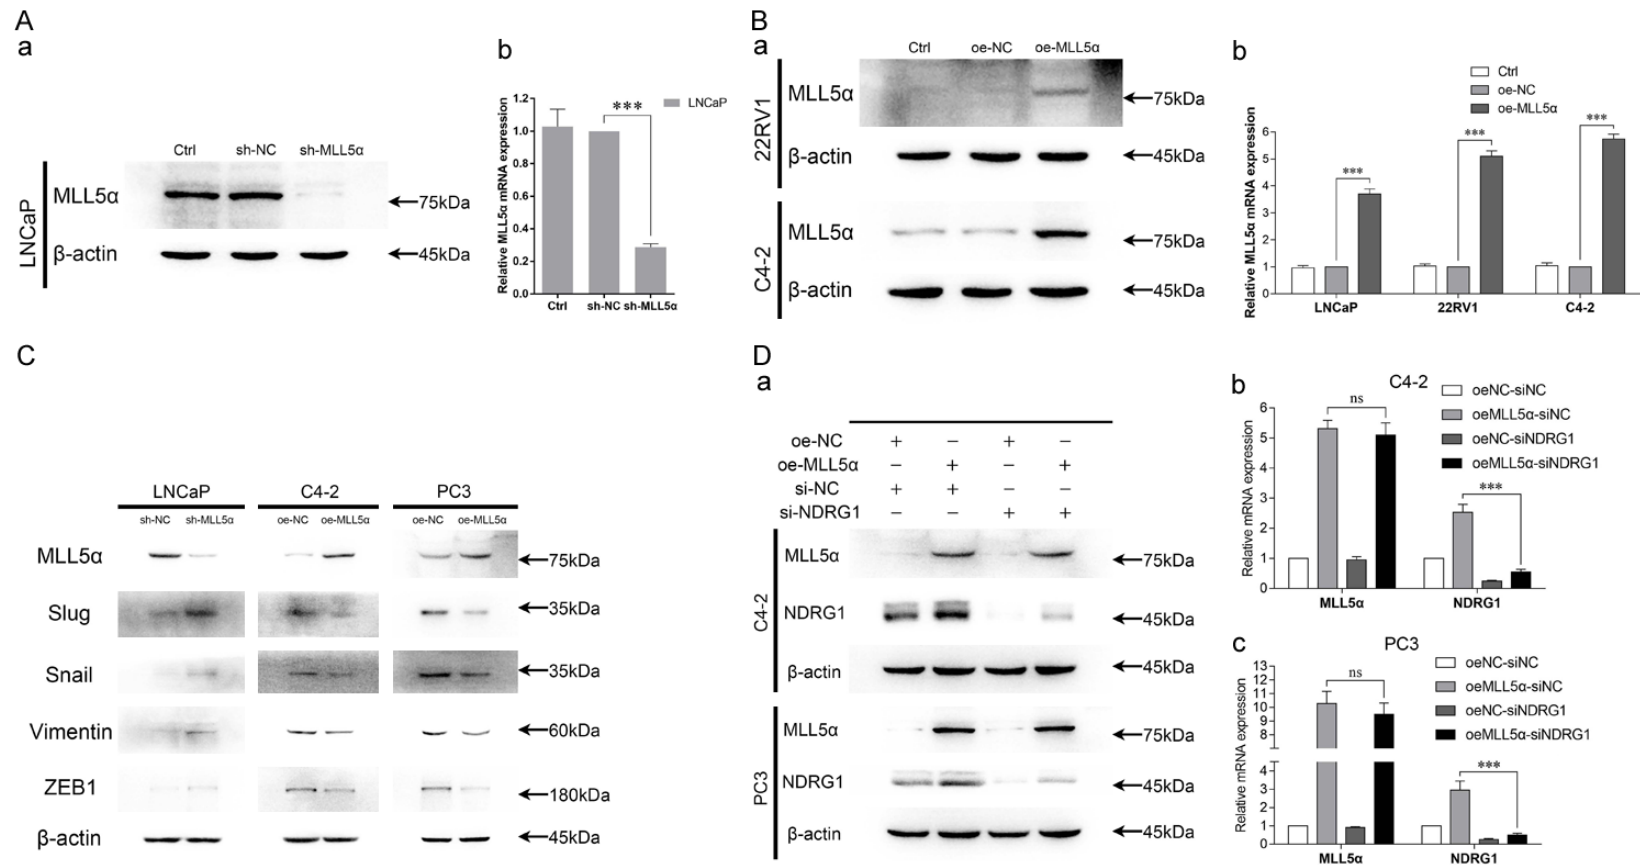 A
a
Ctrl sh-NC sh-MLL5α
LNCaP
MLL5α
75kDa
β-actin
45kDa
b
LNCaP
***
Relative MLL5α mRNA expression
1.2
1.0
0.8
0.6
0.4
0.2
0.0
Ctrl sh-NC sh-MLL5α
B
a
Ctrl oe-NC oe-MLL5α
22RV1
MLL5α
75kDa
β-actin
45kDa
C4-2
MLL5α
75kDa
β-actin
45kDa
b
Ctrl
oe-NC
oe-MLL5α
Relative MLL5α mRNA expression
6
5
4
3
2
1
0
*** *** ***
LNCaP 22RV1 C4-2
C
LNCaP C4-2 PC3
sh-NC sh-MLL5α oe-NC oe-MLL5α oe-NC oe-MLL5α
MLL5α
75kDa
Slug
35kDa
Snail
35kDa
Vimentin
60kDa
ZEB1
180kDa
β-actin
45kDa
D
a
oe-NC + − + −
oe-MLL5α − + − +
si-NC + + − −
si-NDRG1 − − + +
C4-2
MLL5α
75kDa
NDRG1
45kDa
β-actin
45kDa
PC3
MLL5α
75kDa
NDRG1
45kDa
β-actin
45kDa
b
C4-2
oeNC-siNC
oeMLL5α-siNC
oeNC-siNDRG1
oeMLL5α-siNDRG1
Relative mRNA expression
6
5
4
3
2
1
0
ns
***
MLL5α NDRG1
c
PC3
oeNC-siNC
oeMLL5α-siNC
oeNC-siNDRG1
oeMLL5α-siNDRG1
Relative mRNA expression
13
12
11
10
9
8
4
3
2
1
0
ns
***
MLL5α NDRG1